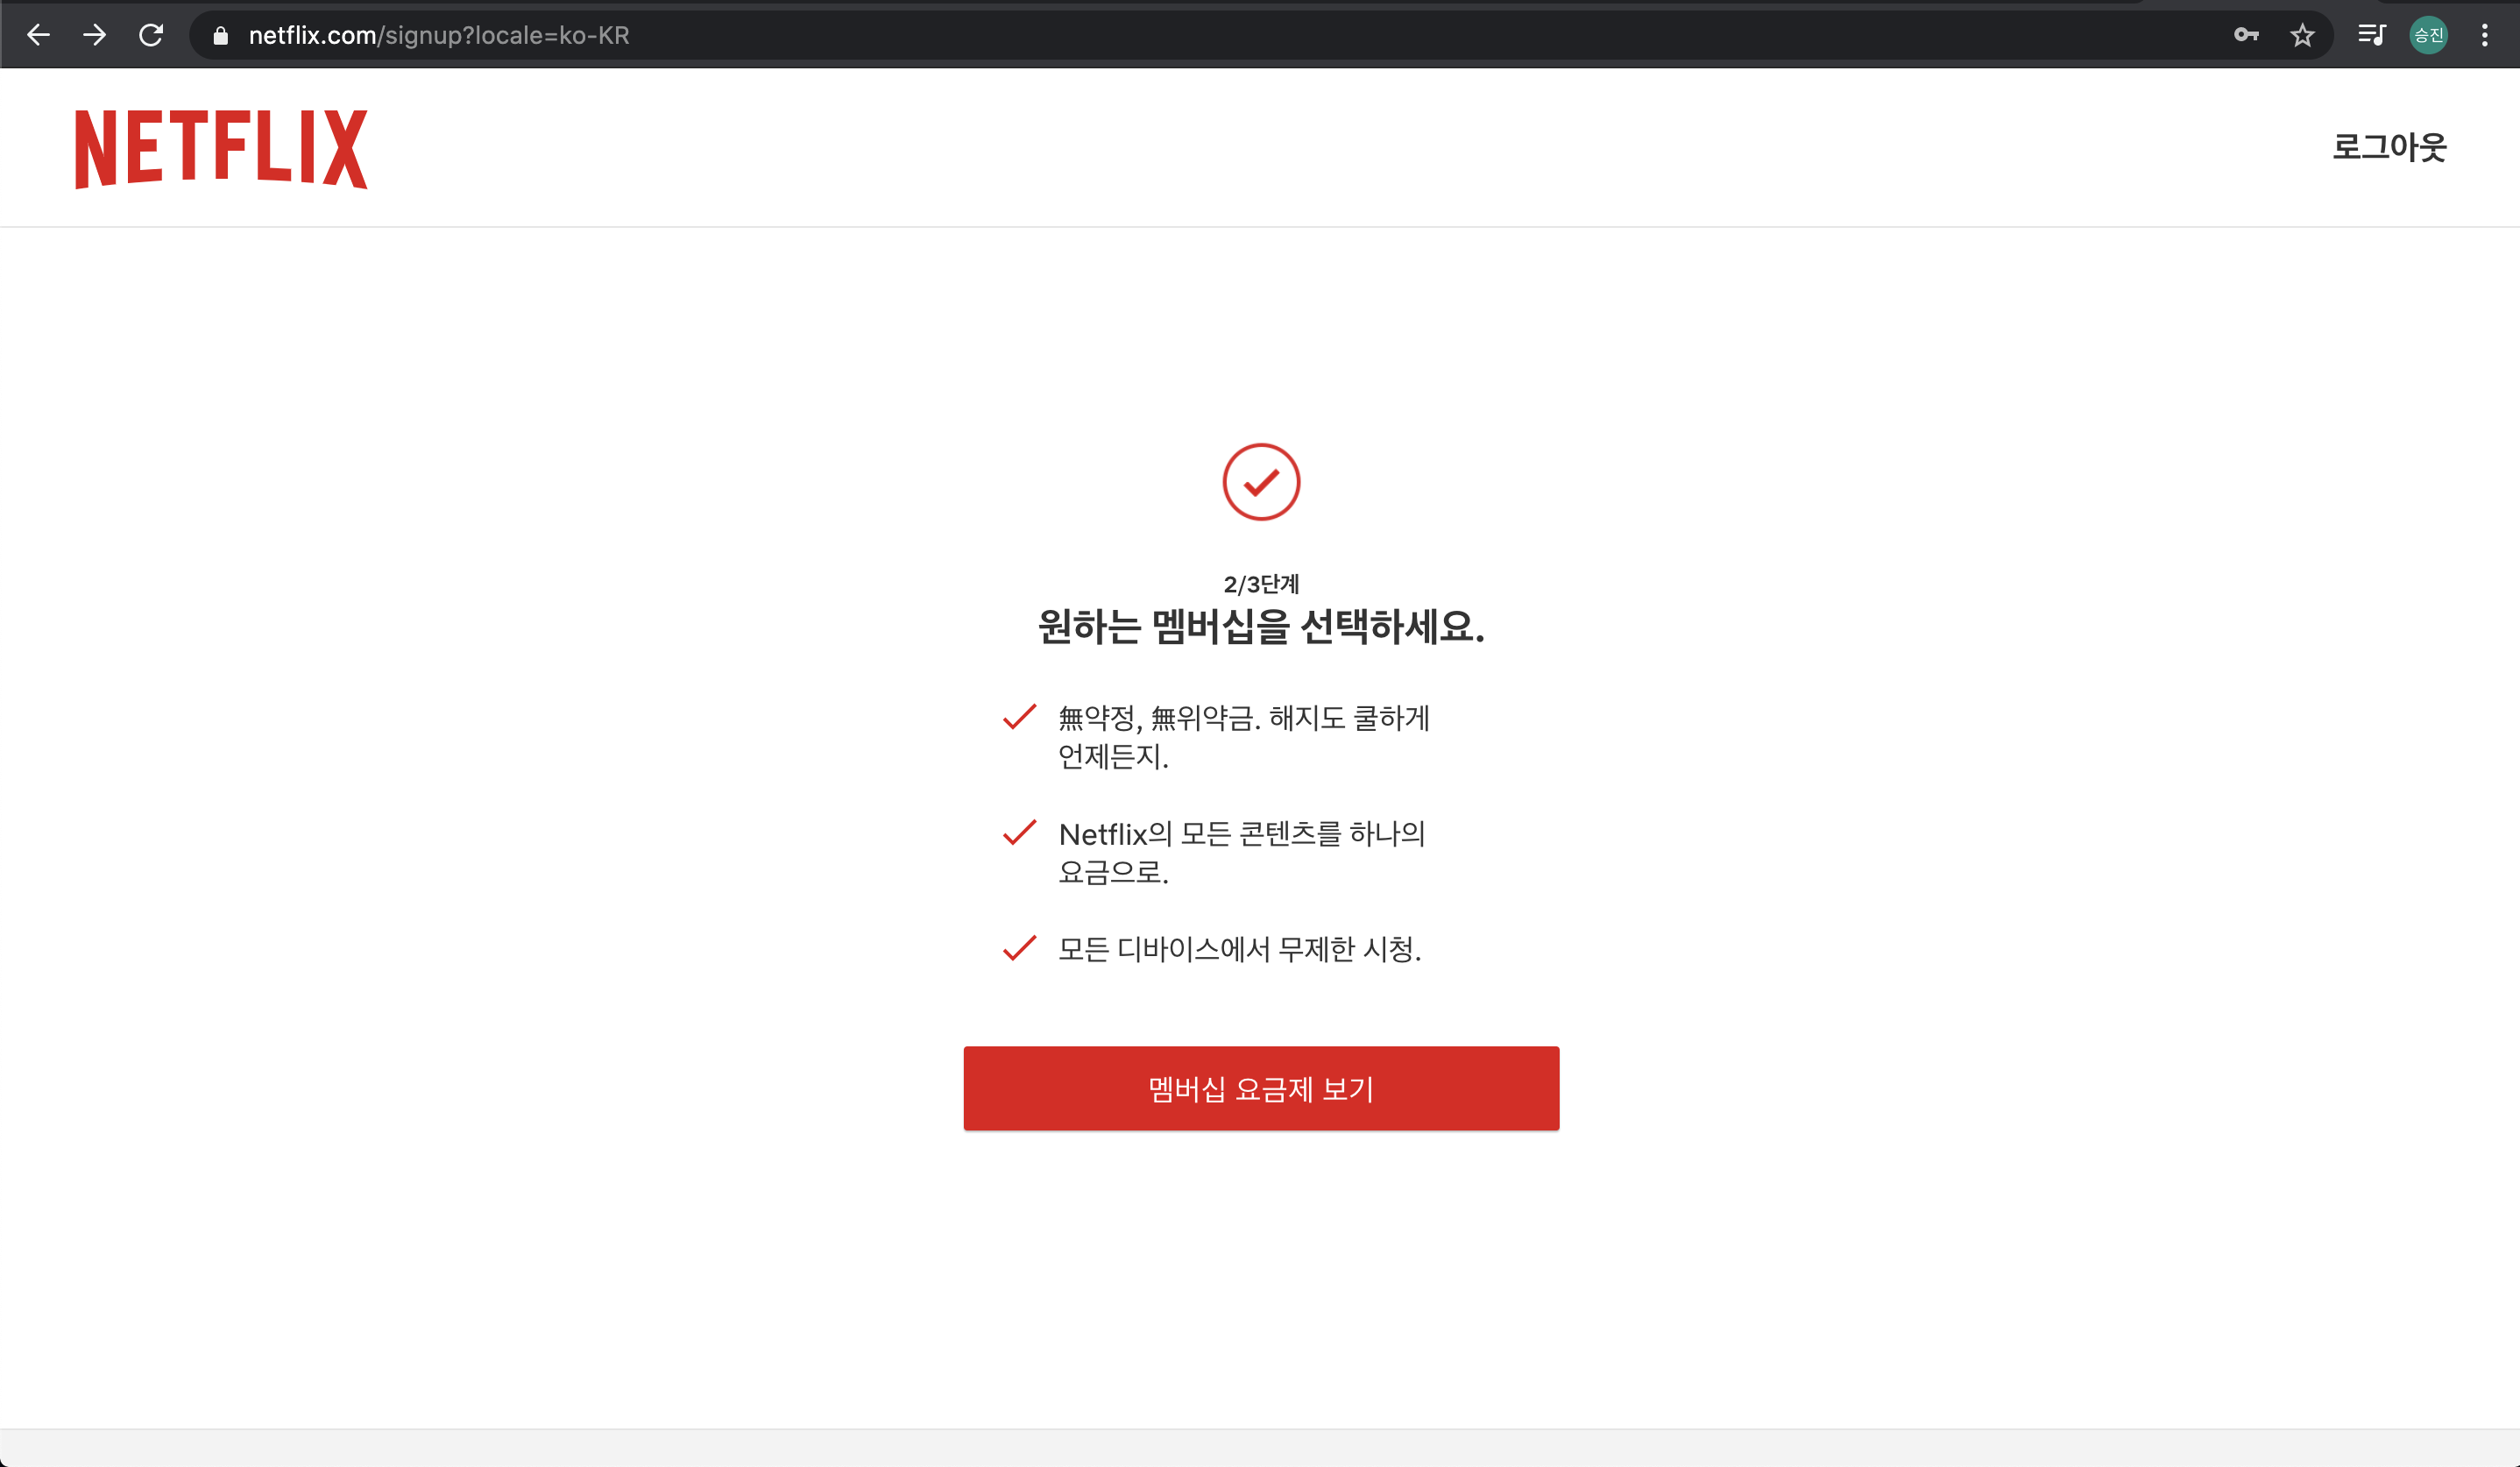 netflix.com/signup?locale=ko-KR
승진
NETFLIX
로그아웃
2/3단계
원하는 멤버십을 선택하세요.
無약정, 無위약금. 해지도 쿨하게
언제든지.
Netflix의 모든 콘텐츠를 하나의
요금으로.
모든 디바이스에서 무제한 시청.
멤버십 요금제 보기